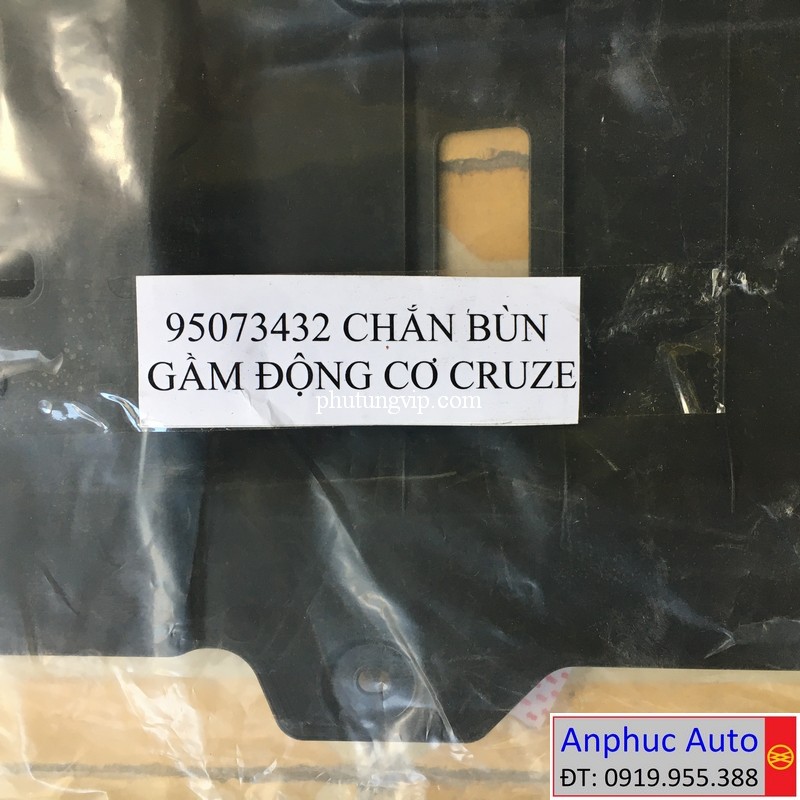 95073432 CHẮN BÙN
GẦM ĐỘNG CƠ CRUZE
phutungvip.com
Anphuc Auto
ĐT: 0919.955.388